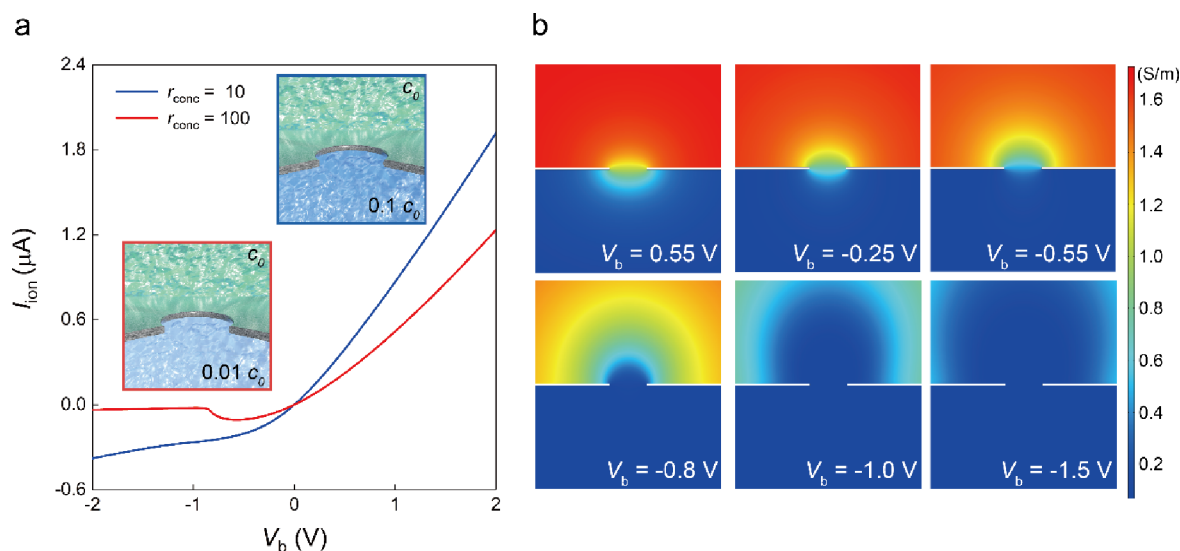 a
2.4
1.8
1.2
0.6
0.0
-0.6
-2
-1
0
1
2
I_ion (μA)
V_b (V)
r_conc = 10
r_conc = 100
c_0
0.1 c_0
c_0
0.01 c_0
b
V_b = 0.55 V
V_b = -0.25 V
V_b = -0.55 V
V_b = -0.8 V
V_b = -1.0 V
V_b = -1.5 V
(S/m)
1.6
1.4
1.2
1.0
0.8
0.6
0.4
0.2